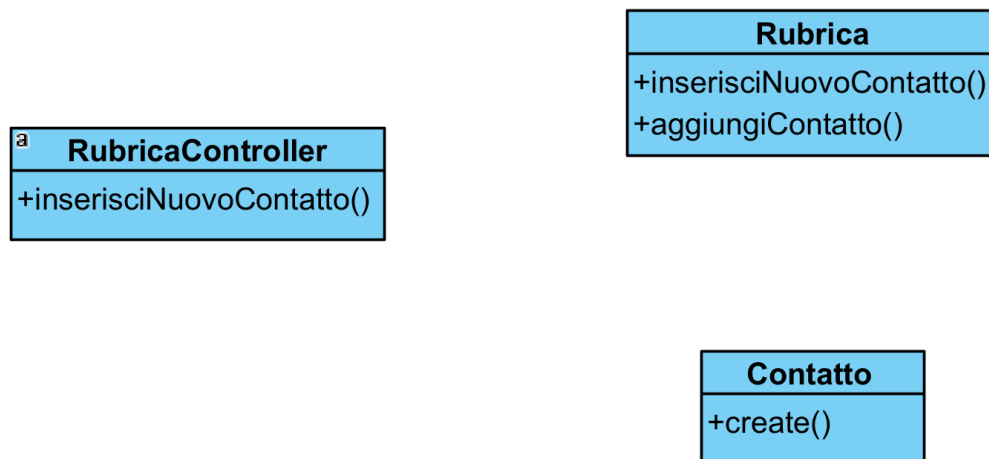 Rubrica
+inserisciNuovoContatto()
+aggiungiContatto()
a
RubricaController
+inserisciNuovoContatto()
Contatto
+create()